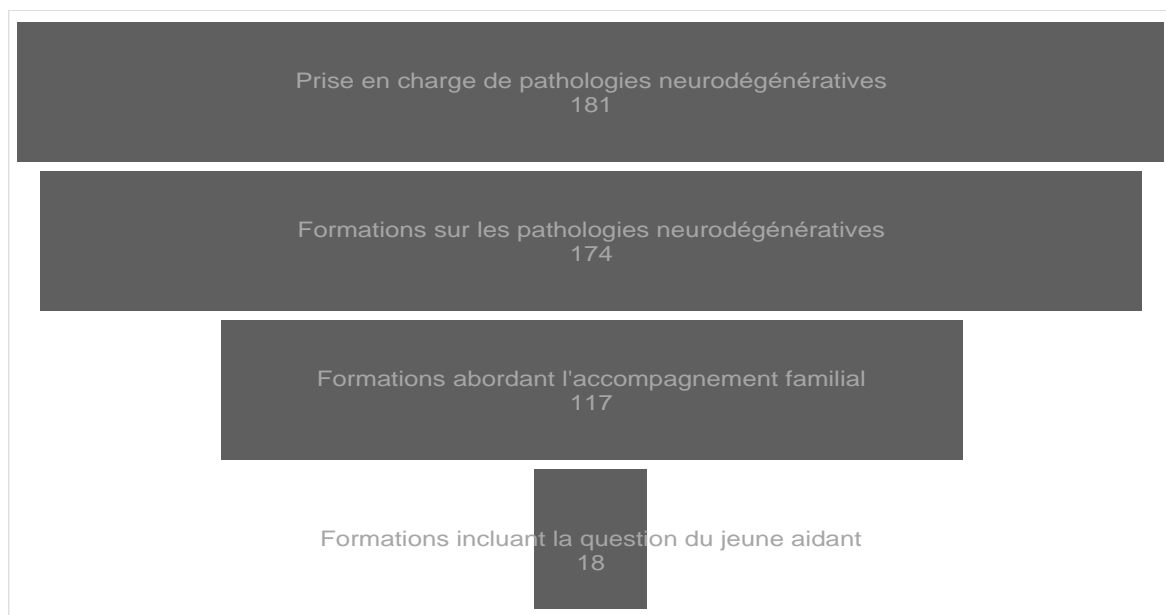 Prise en charge de pathologies neurodégénératives
181
Formations sur les pathologies neurodégénératives
174
Formations abordant l'accompagnement familial
117
Formations incluant la question du jeune aidant
18